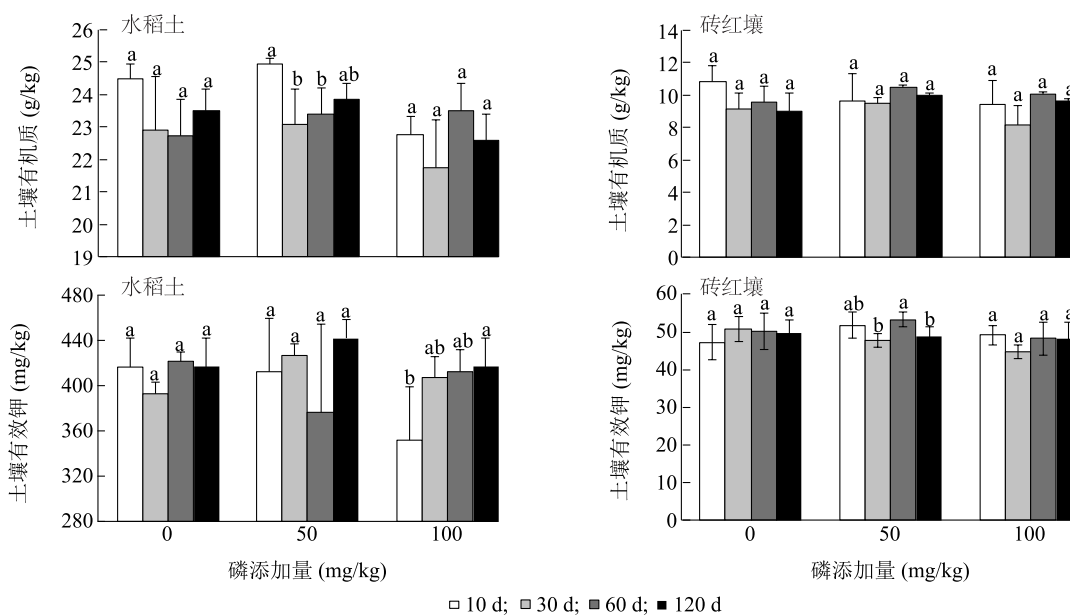 水稻土
土壤有机质 (g/kg)
26
25
24
23
22
21
20
19
a a a a
a b b ab
a a a a
砖红壤
土壤有机质 (g/kg)
14
12
10
8
6
4
2
0
a a a a
a a a a
a a a a
水稻土
土壤有效钾 (mg/kg)
480
440
400
360
320
280
a a a a
a a a a
b ab ab a
0 50 100
磷添加量 (mg/kg)
砖红壤
土壤有效钾 (mg/kg)
60
50
40
30
20
10
0
a a a a
ab b a b
a a a a
0 50 100
磷添加量 (mg/kg)
10 d; 30 d; 60 d; 120 d